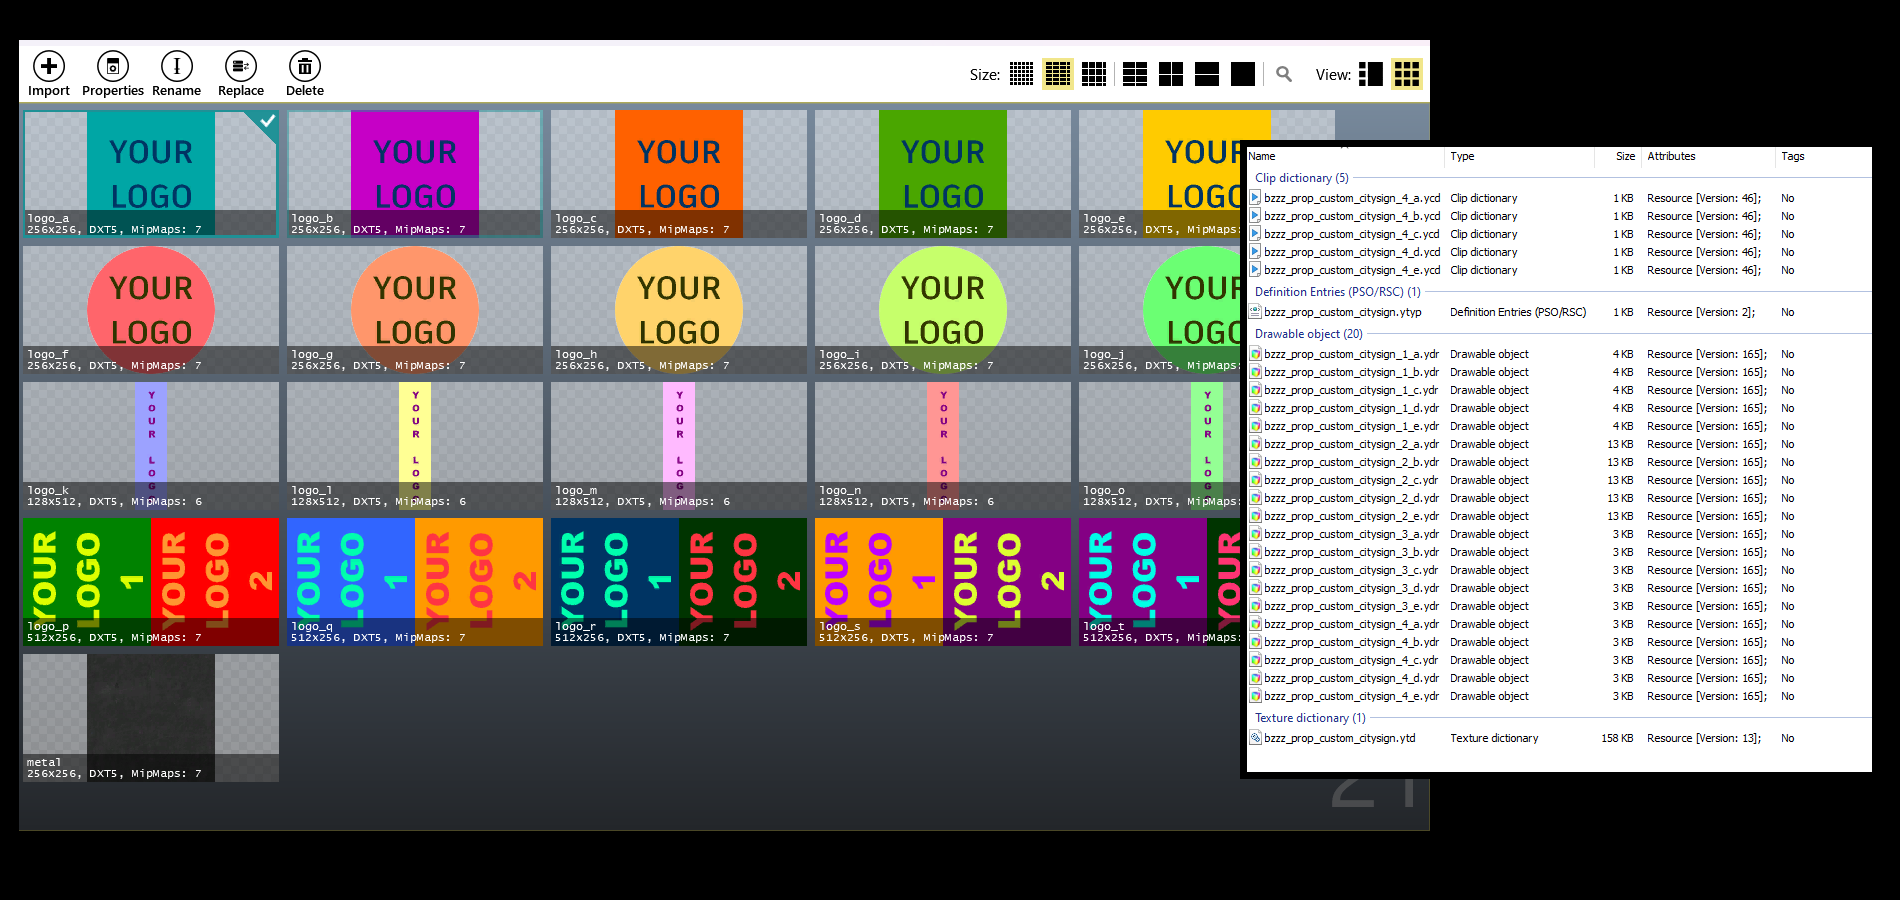 Import
Properties
Rename
Replace
Delete
Size:
View:
YOUR
LOGO
logo_a
256x256, DXT5, MipMaps: 7
YOUR
LOGO
logo_b
256x256, DXT5, MipMaps: 7
YOUR
LOGO
logo_c
256x256, DXT5, MipMaps: 7
YOUR
LOGO
logo_d
256x256, DXT5, MipMaps: 7
YOUR
LOGO
logo_e
256x256, DXT5, MipMaps:
YOUR
LOGO
logo_f
256x256, DXT5, MipMaps: 7
YOUR
LOGO
logo_g
256x256, DXT5, MipMaps: 7
YOUR
LOGO
logo_h
256x256, DXT5, MipMaps: 7
YOUR
LOGO
logo_i
256x256, DXT5, MipMaps: 7
YOUR
LOGO
logo_j
256x256, DXT5, MipMaps:
YOUR LOGO
logo_k
128x512, DXT5, MipMaps: 6
YOUR LOGO
logo_l
128x512, DXT5, MipMaps: 6
YOUR LOGO
logo_m
128x512, DXT5, MipMaps: 6
YOUR LOGO
logo_n
128x512, DXT5, MipMaps: 6
YOUR LOGO
logo_o
128x512, DXT5, MipMaps:
YOUR
LOGO
1
YOUR
LOGO
2
logo_p
512x256, DXT5, MipMaps: 7
YOUR
LOGO
1
YOUR
LOGO
2
logo_q
512x256, DXT5, MipMaps: 7
YOUR
LOGO
1
YOUR
LOGO
2
logo_r
512x256, DXT5, MipMaps: 7
YOUR
LOGO
1
YOUR
LOGO
2
logo_s
512x256, DXT5, MipMaps: 7
YOUR
LOGO
1
YOUR
logo_t
512x256, DXT5, MipMaps:
metal
256x256, DXT5, MipMaps: 7
21
Name Type Size Attributes Tags
Clip dictionary (5)
bzzz_prop_custom_citysign_4_a.ycd Clip dictionary 1 KB Resource [Version: 46]; No
bzzz_prop_custom_citysign_4_b.ycd Clip dictionary 1 KB Resource [Version: 46]; No
bzzz_prop_custom_citysign_4_c.ycd Clip dictionary 1 KB Resource [Version: 46]; No
bzzz_prop_custom_citysign_4_d.ycd Clip dictionary 1 KB Resource [Version: 46]; No
bzzz_prop_custom_citysign_4_e.ycd Clip dictionary 1 KB Resource [Version: 46]; No
Definition Entries (PSO/RSC) (1)
bzzz_prop_custom_citysign.ytyp Definition Entries (PSO/RSC) 1 KB Resource [Version: 2]; No
Drawable object (20)
bzzz_prop_custom_citysign_1_a.ydr Drawable object 4 KB Resource [Version: 165]; No
bzzz_prop_custom_citysign_1_b.ydr Drawable object 4 KB Resource [Version: 165]; No
bzzz_prop_custom_citysign_1_c.ydr Drawable object 4 KB Resource [Version: 165]; No
bzzz_prop_custom_citysign_1_d.ydr Drawable object 4 KB Resource [Version: 165]; No
bzzz_prop_custom_citysign_1_e.ydr Drawable object 4 KB Resource [Version: 165]; No
bzzz_prop_custom_citysign_2_a.ydr Drawable object 13 KB Resource [Version: 165]; No
bzzz_prop_custom_citysign_2_b.ydr Drawable object 13 KB Resource [Version: 165]; No
bzzz_prop_custom_citysign_2_c.ydr Drawable object 13 KB Resource [Version: 165]; No
bzzz_prop_custom_citysign_2_d.ydr Drawable object 13 KB Resource [Version: 165]; No
bzzz_prop_custom_citysign_2_e.ydr Drawable object 13 KB Resource [Version: 165]; No
bzzz_prop_custom_citysign_3_a.ydr Drawable object 3 KB Resource [Version: 165]; No
bzzz_prop_custom_citysign_3_b.ydr Drawable object 3 KB Resource [Version: 165]; No
bzzz_prop_custom_citysign_3_c.ydr Drawable object 3 KB Resource [Version: 165]; No
bzzz_prop_custom_citysign_3_d.ydr Drawable object 3 KB Resource [Version: 165]; No
bzzz_prop_custom_citysign_3_e.ydr Drawable object 3 KB Resource [Version: 165]; No
bzzz_prop_custom_citysign_4_a.ydr Drawable object 3 KB Resource [Version: 165]; No
bzzz_prop_custom_citysign_4_b.ydr Drawable object 3 KB Resource [Version: 165]; No
bzzz_prop_custom_citysign_4_c.ydr Drawable object 3 KB Resource [Version: 165]; No
bzzz_prop_custom_citysign_4_d.ydr Drawable object 3 KB Resource [Version: 165]; No
bzzz_prop_custom_citysign_4_e.ydr Drawable object 3 KB Resource [Version: 165]; No
Texture dictionary (1)
bzzz_prop_custom_citysign.ytd Texture dictionary 158 KB Resource [Version: 13]; No